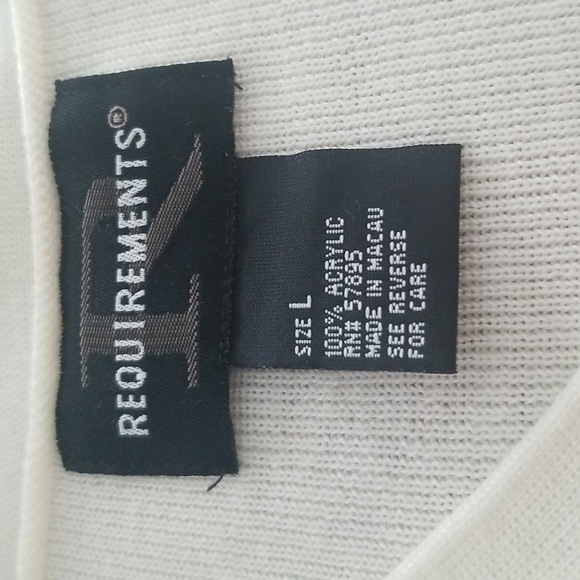 REQUIREMENTS®
R
SIZE L
100% ACRYLIC
RN# 57895
MADE IN MACAU
SEE REVERSE
FOR CARE